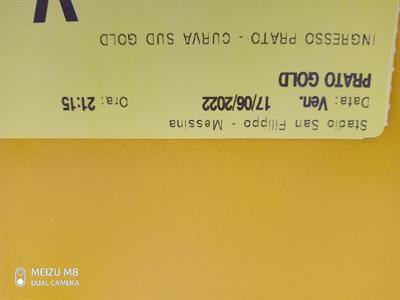 Stadio San Filippo - Messina
Data: Ven. 17/06/2022 Ora: 21:15
PRATO GOLD
INGRESSO PRATO - CURVA SUD GOLD
MEIZU M8
DUAL CAMERA